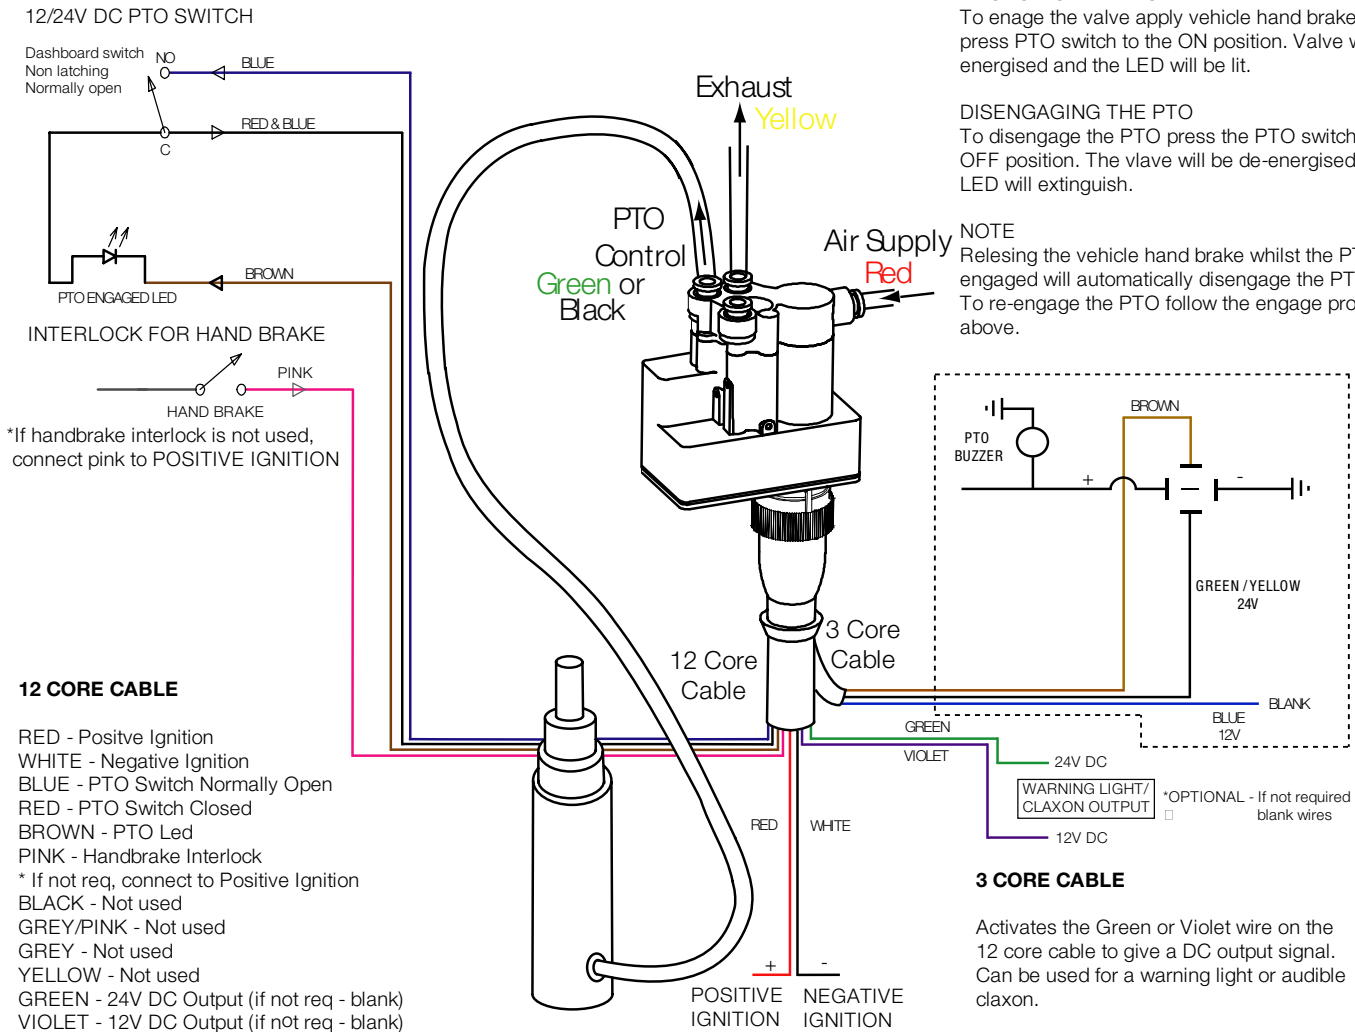 12/24V DC PTO SWITCH
Dashboard switch
Non latching
Normally open
NO
BLUE
RED & BLUE
C
PTO ENGAGED LED
BROWN
INTERLOCK FOR HAND BRAKE
PINK
HAND BRAKE
*If handbrake interlock is not used,
connect pink to POSITIVE IGNITION
Exhaust
Yellow
PTO
Control
Green or
Black
Air Supply
Red
To enage the valve apply vehicle hand brake
press PTO switch to the ON position. Valve w
energised and the LED will be lit.
DISENGAGING THE PTO
To disengage the PTO press the PTO switch
OFF position. The vlave will be de-energised
LED will extinguish.
NOTE
Relesing the vehicle hand brake whilst the PT
engaged will automatically disengage the PT
To re-engage the PTO follow the engage pro
above.
PTO
BUZZER
BROWN
+
-
GREEN / YELLOW
24V
BLANK
BLUE
12V
12 Core
Cable
3 Core
Cable
GREEN
VIOLET
24V DC
WARNING LIGHT/
CLAXON OUTPUT
*OPTIONAL - If not required
blank wires
12V DC
RED
WHITE
+
-
POSITIVE
IGNITION
NEGATIVE
IGNITION
12 CORE CABLE
RED - Positve Ignition
WHITE - Negative Ignition
BLUE - PTO Switch Normally Open
RED - PTO Switch Closed
BROWN - PTO Led
PINK - Handbrake Interlock
* If not req, connect to Positive Ignition
BLACK - Not used
GREY/PINK - Not used
GREY - Not used
YELLOW - Not used
GREEN - 24V DC Output (if not req - blank)
VIOLET - 12V DC Output (if not req - blank)
3 CORE CABLE
Activates the Green or Violet wire on the
12 core cable to give a DC output signal.
Can be used for a warning light or audible
claxon.